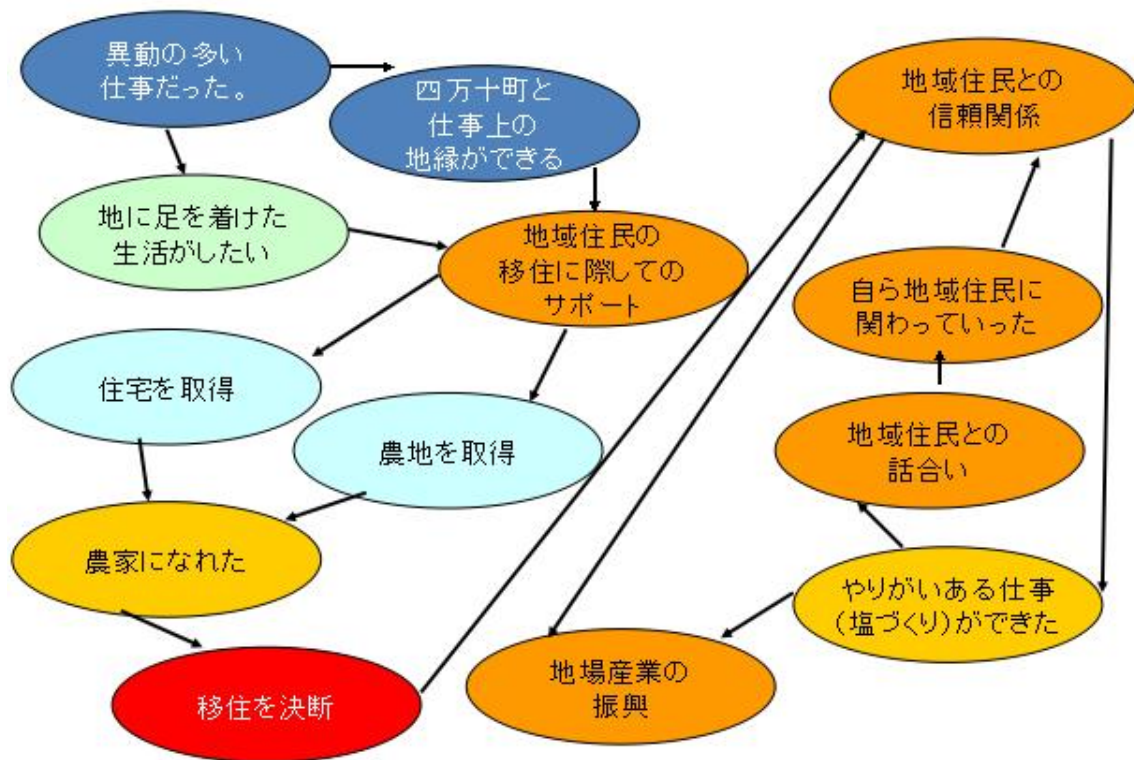 異動の多い
仕事だった。
四万十町と
仕事上の
地縁ができる
地に足を着けた
生活がしたい
地域住民の
移住に際しての
サポート
住宅を取得
農地を取得
農家になれた
移住を決断
地域住民との
信頼関係
自ら地域住民に
関わっていった
地域住民との
話合い
やりがいある仕事
(塩づくり)ができた
地場産業の
振興